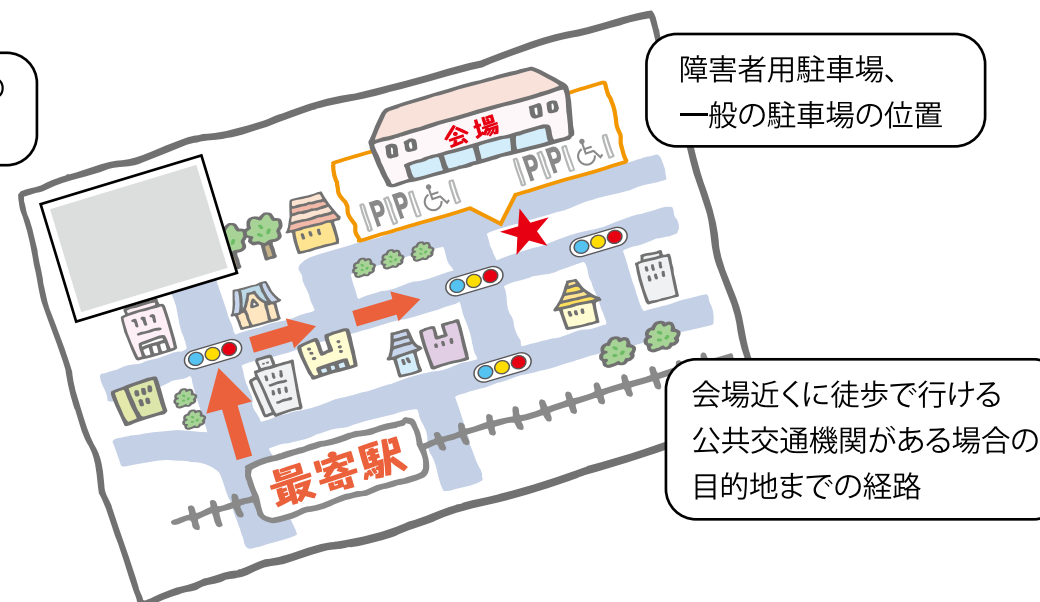 障害者用駐車場、
一般の駐車場の位置
会場
PP
PP
最寄駅
会場近くに徒歩で行ける
公共交通機関がある場合の
目的地までの経路